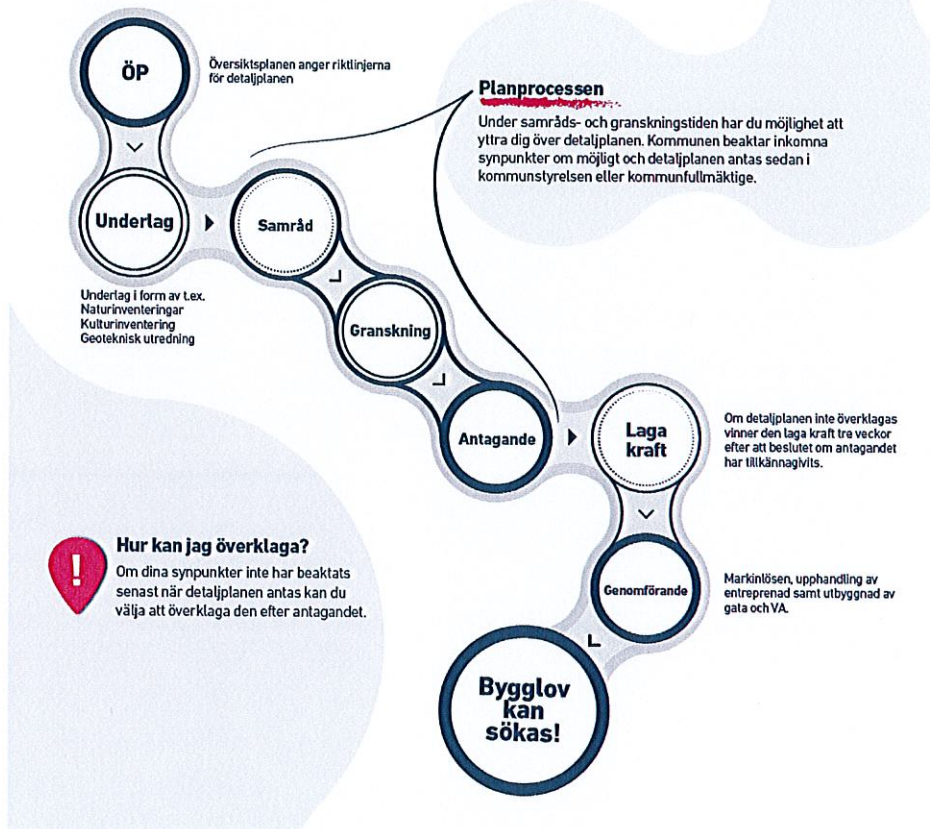 ÖP
Översiktsplanen anger riktlinjerna
för detaljplanen
Planprocessen
Under samråds- och granskningstiden har du möjlighet att
yttra dig över detaljplanen. Kommunen beaktar inkomna
synpunkter om möjligt och detaljplanen antas sedan i
kommunstyrelsen eller kommunfullmäktige.
Underlag
Samråd
Underlag i form av t.ex.
Naturinventeringar
Kulturinventering
Geoteknisk utredning
Granskning
Antagande
Laga
kraft
Om detaljplanen inte överklagas
vinner den laga kraft tre veckor
efter att beslutet om antagandet
har tillkännagivits.
!
Hur kan jag överklaga?
Om dina synpunkter inte har beaktats
senast när detaljplanen antas kan du
välja att överklaga den efter antagandet.
Genomförande
Markinlösen, upphandling av
entreprenad samt utbyggnad av
gata och VA.
Bygglov
kan
sökas!